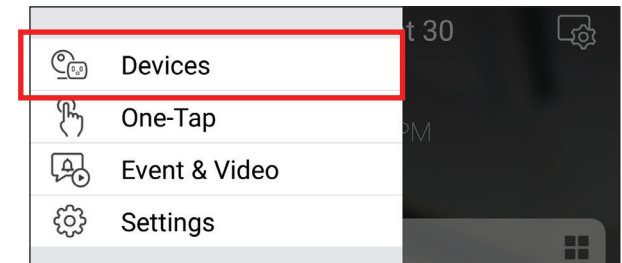 t 30
Devices
One-Tap
PM
Event & Video
Settings